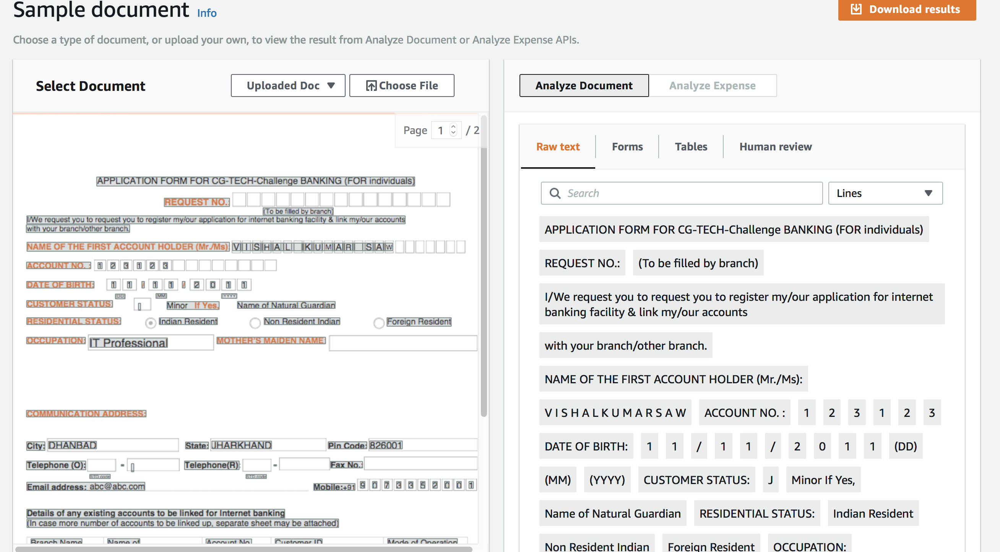 Sample document Info
Download results
Choose a type of document, or upload your own, to view the result from Analyze Document or Analyze Expense APIs.
Select Document
Uploaded Doc
Choose File
Page 1 / 2
APPLICATION FORM FOR CG-TECH-Challenge BANKING (FOR individuals)
REQUEST NO.:
(To be filled by branch)
I/We request you to request you to register my/our application for internet banking facility & link my/our accounts
with your branch/other branch.
NAME OF THE FIRST ACCOUNT HOLDER (Mr./Ms): V I S H A L K U M A R S A W
ACCOUNT NO. : 1 2 3 1 2 3
DATE OF BIRTH: 1 1 / 1 1 / 2 0 1 1
(DD) (MM) (YYYY)
CUSTOMER STATUS: Minor If Yes, Name of Natural Guardian
RESIDENTIAL STATUS: Indian Resident Non Resident Indian Foreign Resident
OCCUPATION: IT Professional MOTHER'S MAIDEN NAME:
COMMUNICATION ADDRESS:
City: DHANBAD State: JHARKHAND Pin Code: 826001
Telephone (O): - Telephone(R): - Fax No.:
STD code STD code
Email address: abc@abc.com Mobile:+91 9 0 7 3 3 5 2 0 0 1
Details of any existing accounts to be linked for Internet banking
(In case more number of accounts to be linked up, separate sheet may be attached)
Branch Name Name of Account No. Customer ID Mode of Operation
Analyze Document Analyze Expense
Raw text Forms Tables Human review
Search Lines
APPLICATION FORM FOR CG-TECH-Challenge BANKING (FOR individuals)
REQUEST NO.: (To be filled by branch)
I/We request you to request you to register my/our application for internet
banking facility & link my/our accounts
with your branch/other branch.
NAME OF THE FIRST ACCOUNT HOLDER (Mr./Ms):
V I S H A L K U M A R S A W ACCOUNT NO. : 1 2 3 1 2 3
DATE OF BIRTH: 1 1 / 1 1 / 2 0 1 1 (DD)
(MM) (YYYY) CUSTOMER STATUS: J Minor If Yes,
Name of Natural Guardian RESIDENTIAL STATUS: Indian Resident
Non Resident Indian Foreign Resident OCCUPATION: